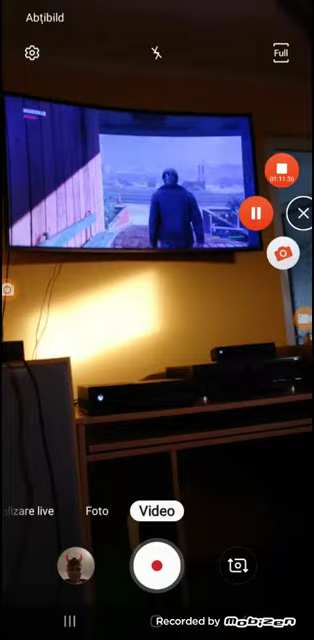 Abțibild
Full
01:11:36
lizare live
Foto
Video
Recorded by mobizen